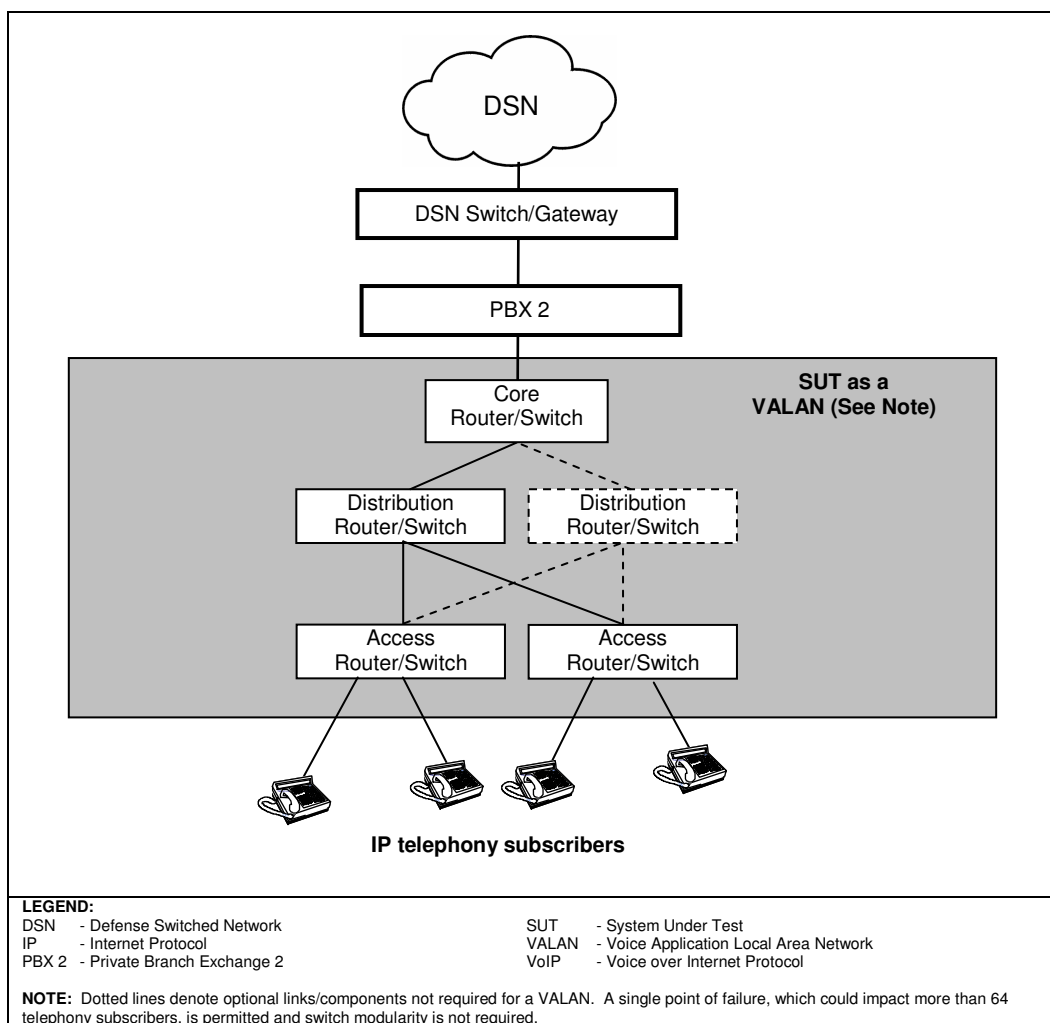 DSN
DSN Switch/Gateway
PBX 2
SUT as a
VALAN (See Note)
Core
Router/Switch
Distribution
Router/Switch
Distribution
Router/Switch
Access
Router/Switch
Access
Router/Switch
IP telephony subscribers
LEGEND:
DSN - Defense Switched Network
IP - Internet Protocol
PBX 2 - Private Branch Exchange 2
SUT - System Under Test
VALAN - Voice Application Local Area Network
VoIP - Voice over Internet Protocol
NOTE: Dotted lines denote optional links/components not required for a VALAN. A single point of failure, which could impact more than 64
telephony subscribers, is permitted and switch modularity is not required.